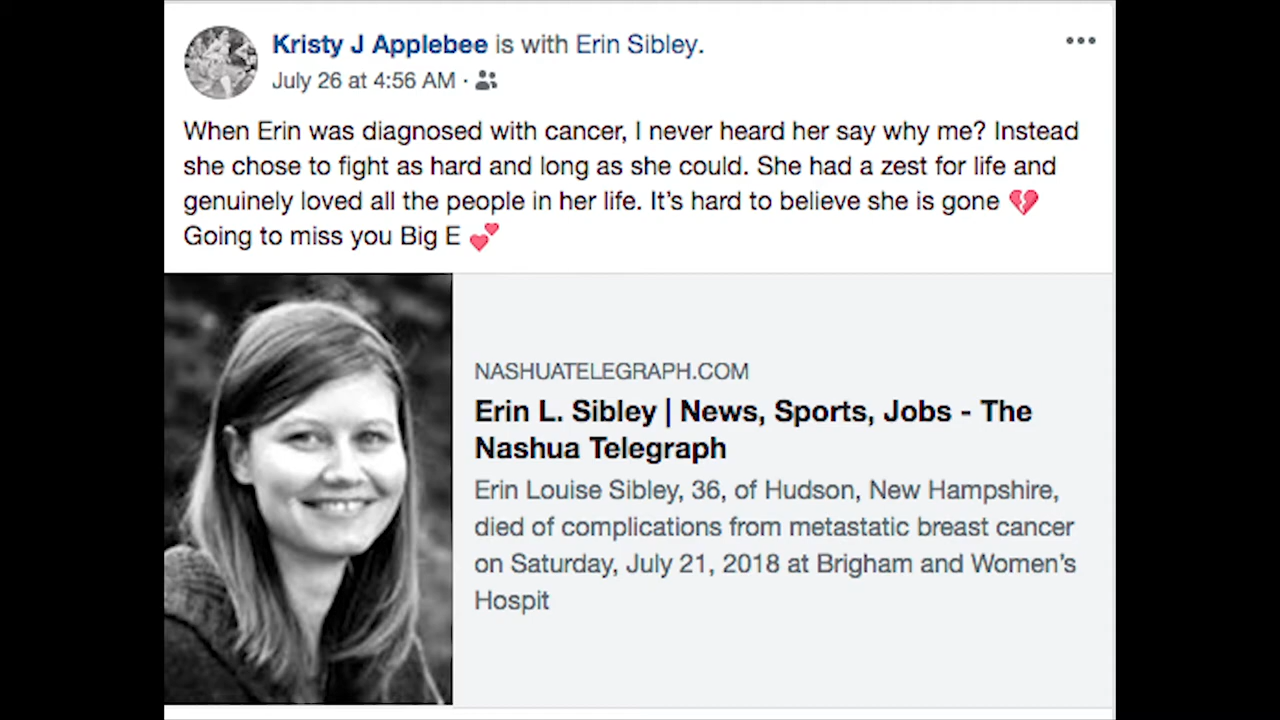 Kristy J Applebee is with Erin Sibley.
July 26 at 4:56 AM ·
When Erin was diagnosed with cancer, I never heard her say why me? Instead
she chose to fight as hard and long as she could. She had a zest for life and
genuinely loved all the people in her life. It's hard to believe she is gone 💔
Going to miss you Big E 💕
NASHUATELEGRAPH.COM
Erin L. Sibley | News, Sports, Jobs - The
Nashua Telegraph
Erin Louise Sibley, 36, of Hudson, New Hampshire,
died of complications from metastatic breast cancer
on Saturday, July 21, 2018 at Brigham and Women's
Hospit